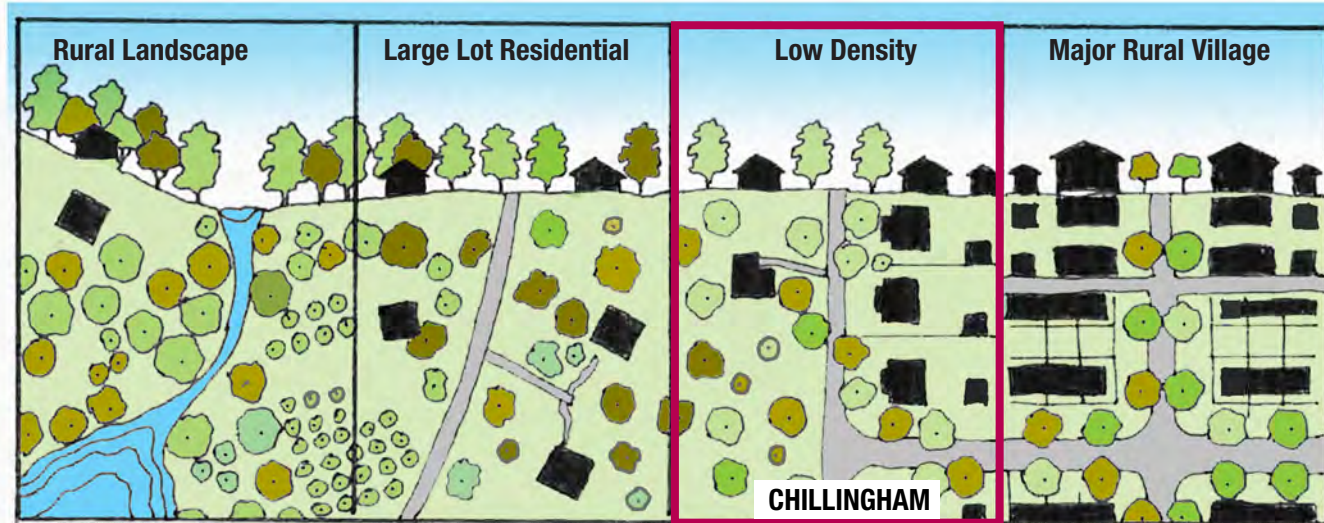 Rural Landscape
Large Lot Residential
Low Density
Major Rural Village
CHILLINGHAM